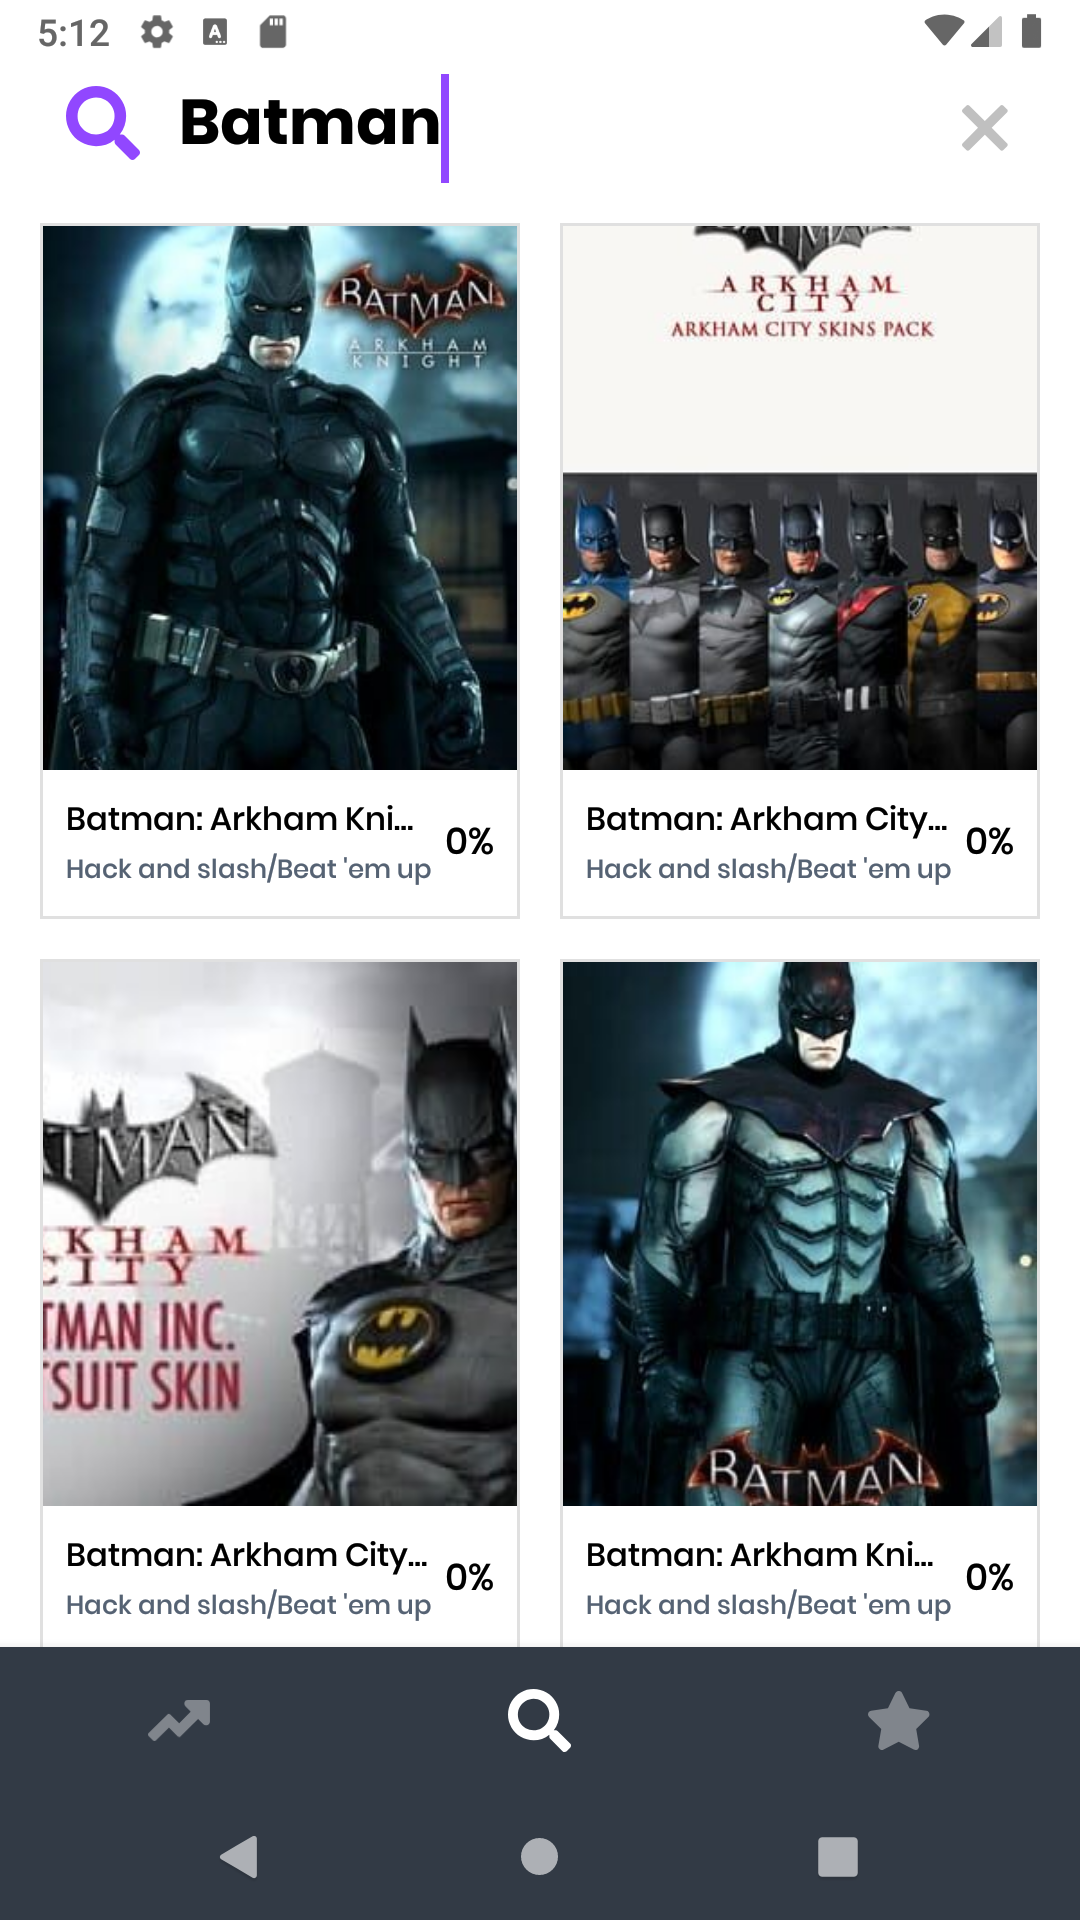 5:12
Batman
BATMAN
ARKHAM
KNIGHT
ARKHAM
CITY
ARKHAM CITY SKINS PACK
Batman: Arkham Kni...
0%
Hack and slash/Beat 'em up
Batman: Arkham City...
0%
Hack and slash/Beat 'em up
ATMAN
KHAM
CITY
TMAN INC.
TSUIT SKIN
BATMAN
Batman: Arkham City...
0%
Hack and slash/Beat 'em up
Batman: Arkham Kni...
0%
Hack and slash/Beat 'em up